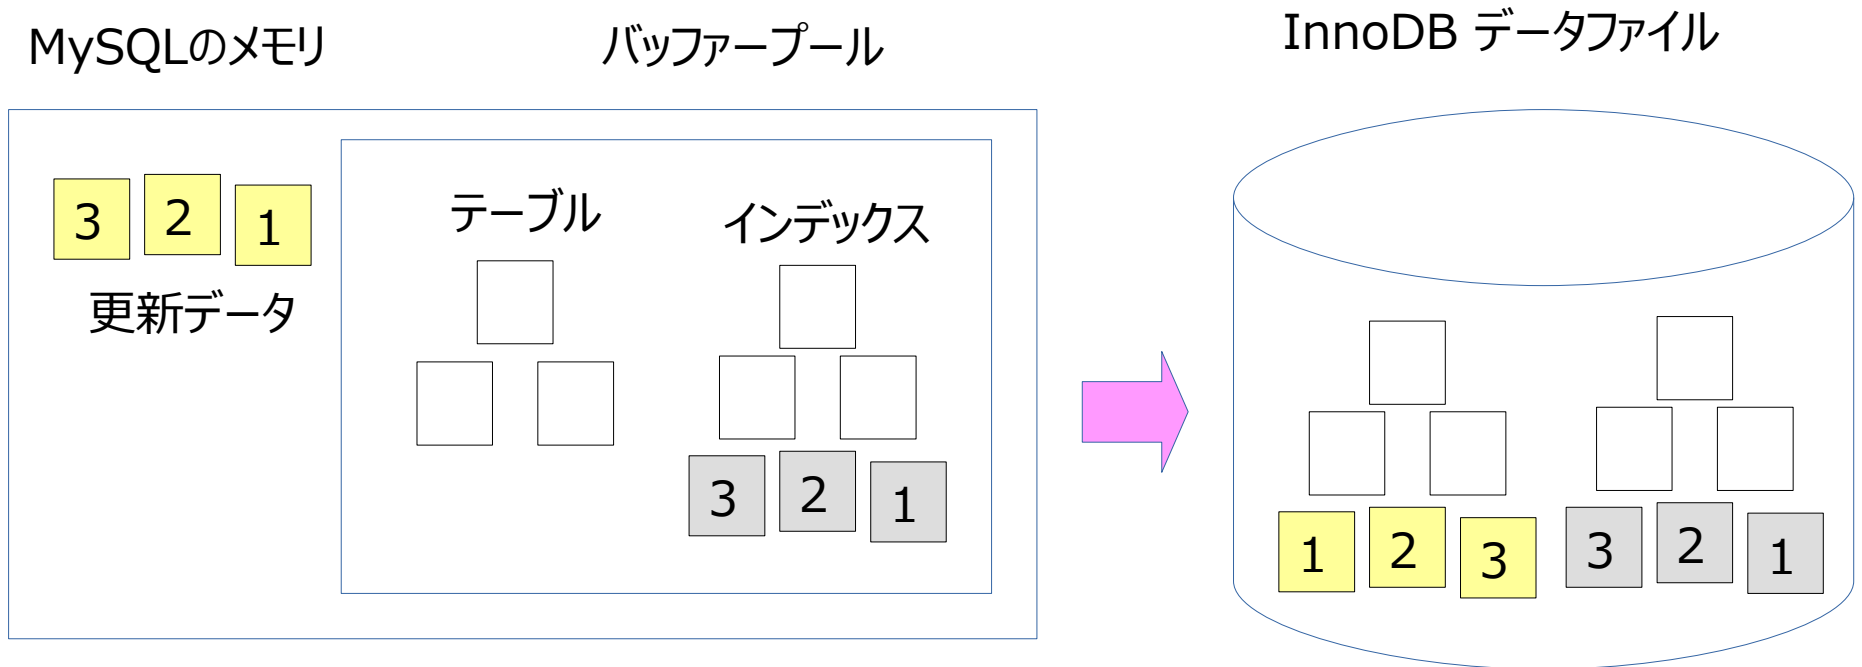 MySQLのメモリ
バッファープール
InnoDB データファイル
3 2 1
更新データ
テーブル
インデックス
3 2 1
1 2 3
3 2 1